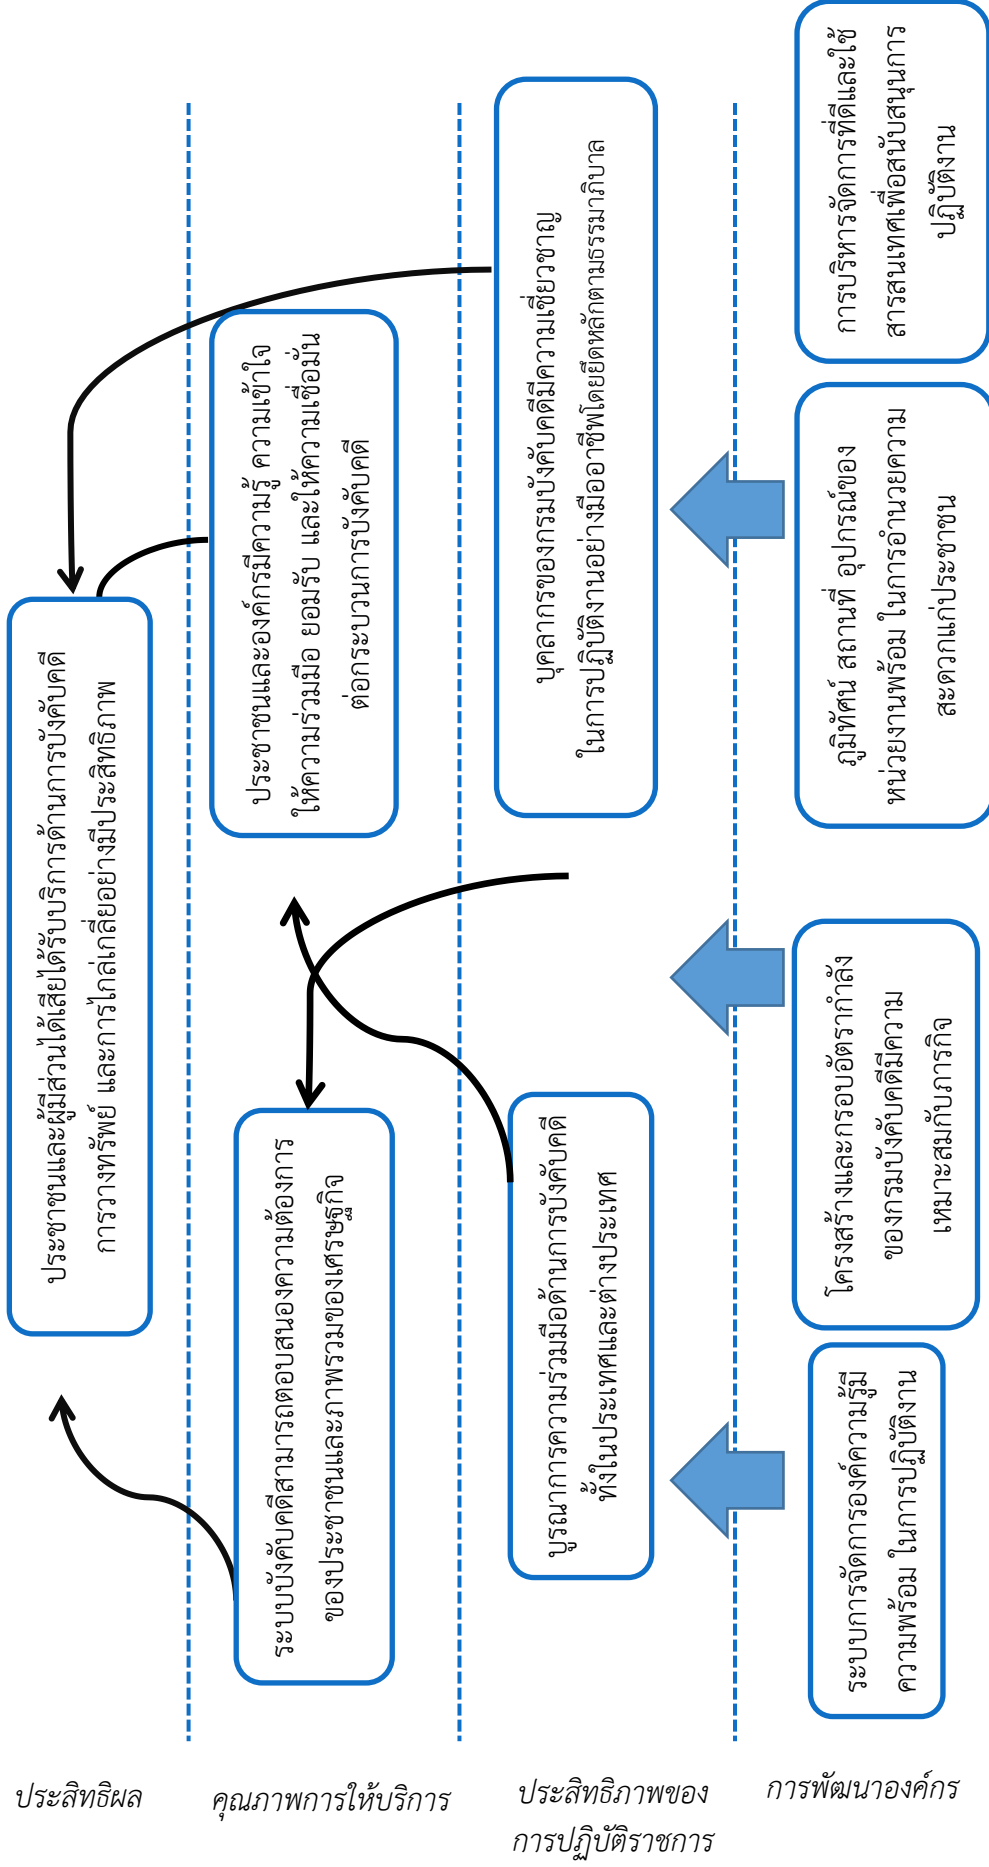 ประสิทธิผล
ประชาชนและผู้มีส่วนได้เสียได้รับบริการด้านการบังคับคดี
การวางทรัพย์ และการไกล่เกลี่ยอย่างมีประสิทธิภาพ
คุณภาพการให้บริการ
ระบบบังคับคดีสามารถตอบสนองความต้องการ
ของประชาชนและภาพรวมของเศรษฐกิจ
ประชาชนและองค์กรมีความรู้ ความเข้าใจ
ให้ความร่วมมือ ยอมรับ และให้ความเชื่อมั่น
ต่อกระบวนการบังคับคดี
ประสิทธิภาพของ
การปฏิบัติราชการ
บูรณาการความร่วมมือด้านการบังคับคดี
ทั้งในประเทศและต่างประเทศ
บุคลากรของกรมบังคับคดีมีความเชี่ยวชาญ
ในการปฏิบัติงานอย่างมืออาชีพโดยยึดหลักตามธรรมาภิบาล
การพัฒนาองค์กร
ระบบการจัดการองค์ความรู้มี
ความพร้อม ในการปฏิบัติงาน
โครงสร้างและกรอบอัตรากำลัง
ของกรมบังคับคดีมีความ
เหมาะสมกับภารกิจ
ภูมิทัศน์ สถานที่ อุปกรณ์ของ
หน่วยงานพร้อม ในการอำนวยความ
สะดวกแก่ประชาชน
การบริหารจัดการที่ดีและใช้
สารสนเทศเพื่อสนับสนุนการ
ปฏิบัติงาน